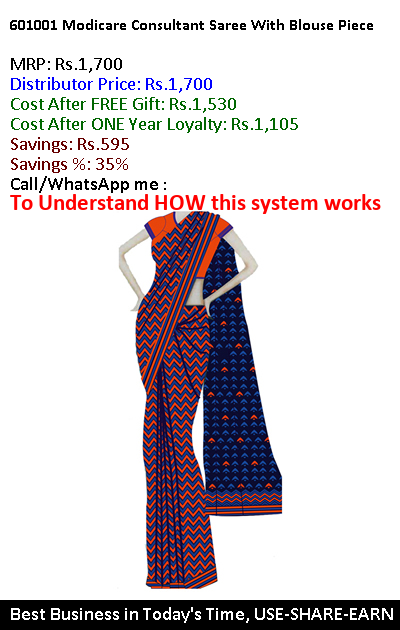 601001 Modicare Consultant Saree With Blouse Piece
MRP: Rs.1,700
Distributor Price: Rs.1,700
Cost After FREE Gift: Rs.1,530
Cost After ONE Year Loyalty: Rs.1,105
Savings: Rs.595
Savings %: 35%
Call/WhatsApp me :
To Understand HOW this system works
Best Business in Today's Time, USE-SHARE-EARN